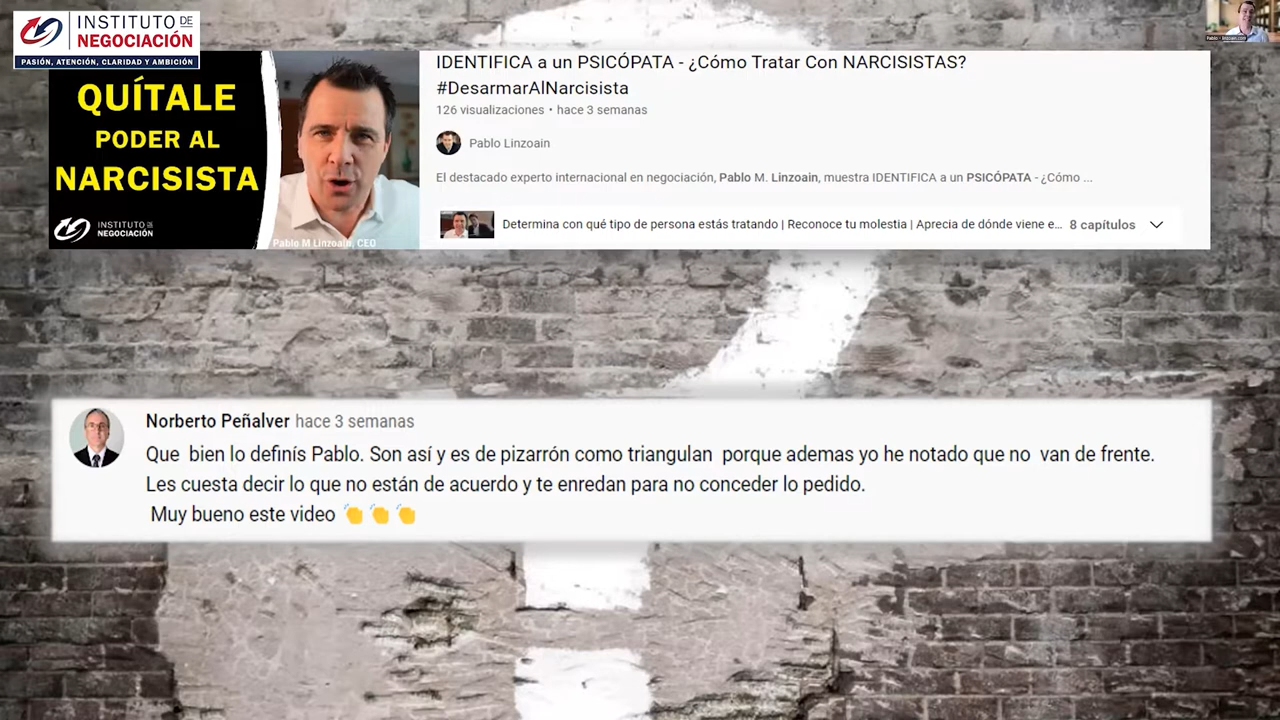 INSTITUTO DE
NEGOCIACIÓN
PASIÓN, ATENCIÓN, CLARIDAD Y AMBICIÓN
QUÍTALE
PODER AL
NARCISISTA
INSTITUTO DE
NEGOCIACIÓN
Pablo M Linzoain, CEO
IDENTIFICA a un PSICÓPATA - ¿Cómo Tratar Con NARCISISTAS?
#DesarmarAlNarcisista
126 visualizaciones • hace 3 semanas
Pablo Linzoain
El destacado experto internacional en negociación, Pablo M. Linzoain, muestra IDENTIFICA a un PSICÓPATA - ¿Cómo ...
Determina con qué tipo de persona estás tratando | Reconoce tu molestia | Aprecia de dónde viene e... 8 capítulos
Norberto Peñalver hace 3 semanas
Que bien lo definís Pablo. Son así y es de pizarrón como triangulan porque ademas yo he notado que no van de frente.
Les cuesta decir lo que no están de acuerdo y te enredan para no conceder lo pedido.
Muy bueno este video 👏👏👏